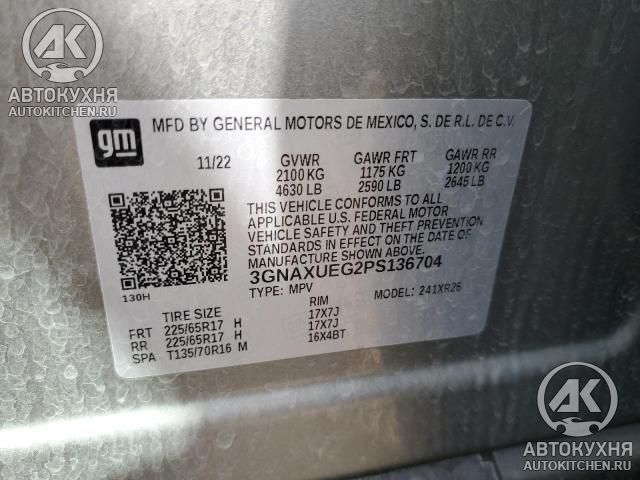 AK
АВТОКУХНЯ
AUTOKITCHEN.RU
gm
MFD BY GENERAL MOTORS DE MEXICO, S. DE R.L. DE C.V.
11/22 GVWR GAWR FRT GAWR RR
2100 KG 1175 KG 1200 KG
4630 LB 2590 LB 2645 LB
THIS VEHICLE CONFORMS TO ALL
APPLICABLE U.S. FEDERAL MOTOR
VEHICLE SAFETY AND THEFT PREVENTION
STANDARDS IN EFFECT ON THE DATE OF
MANUFACTURE SHOWN ABOVE.
3GNAXUEG2PS136704
130H TYPE: MPV MODEL: 241XR26
TIRE SIZE RIM
FRT 225/65R17 H 17X7J
RR 225/65R17 H 17X7J
SPA T135/70R16 M 16X4BT
AK
АВТОКУХНЯ
AUTOKITCHEN.RU